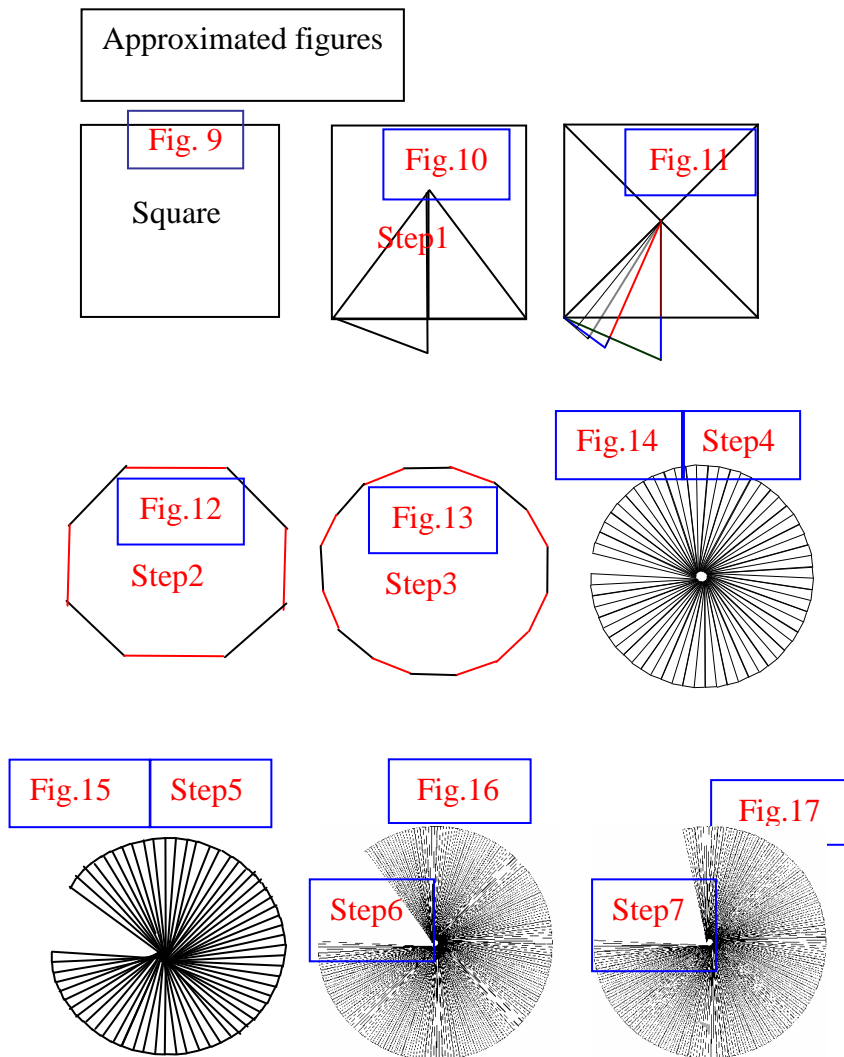 Approximated figures
Fig. 9
Fig.10
Fig.11
Square
Step1
Fig.14
Step4
Fig.12
Fig.13
Step2
Step3
Fig.15
Step5
Fig.16
Fig.17
Step6
Step7